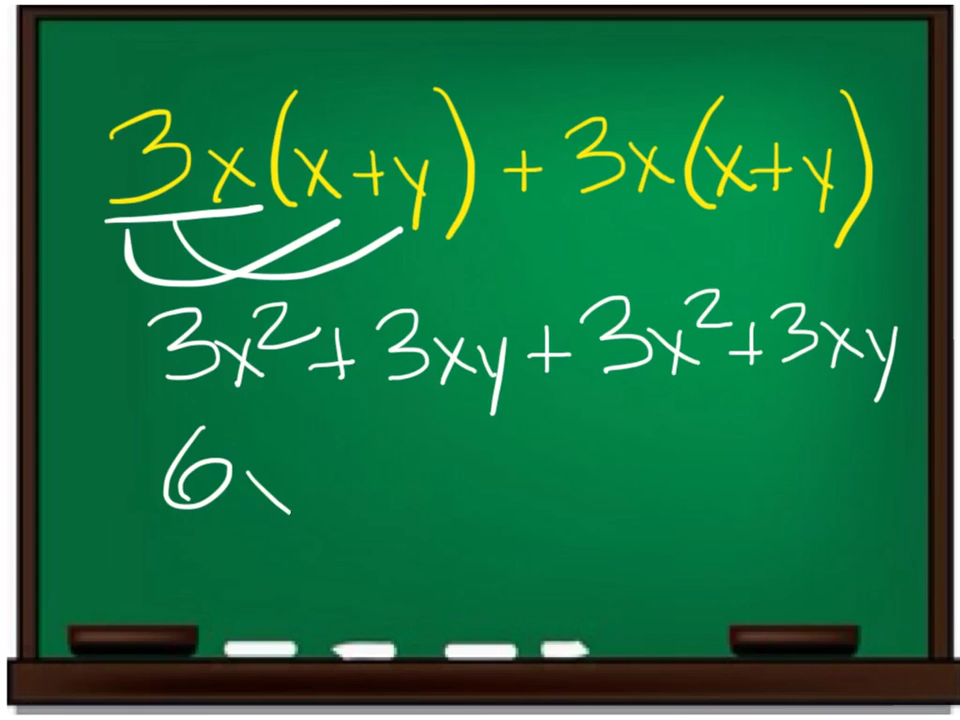 3x(x+y) + 3x(x+y)
3x² + 3xy + 3x² + 3xy
6